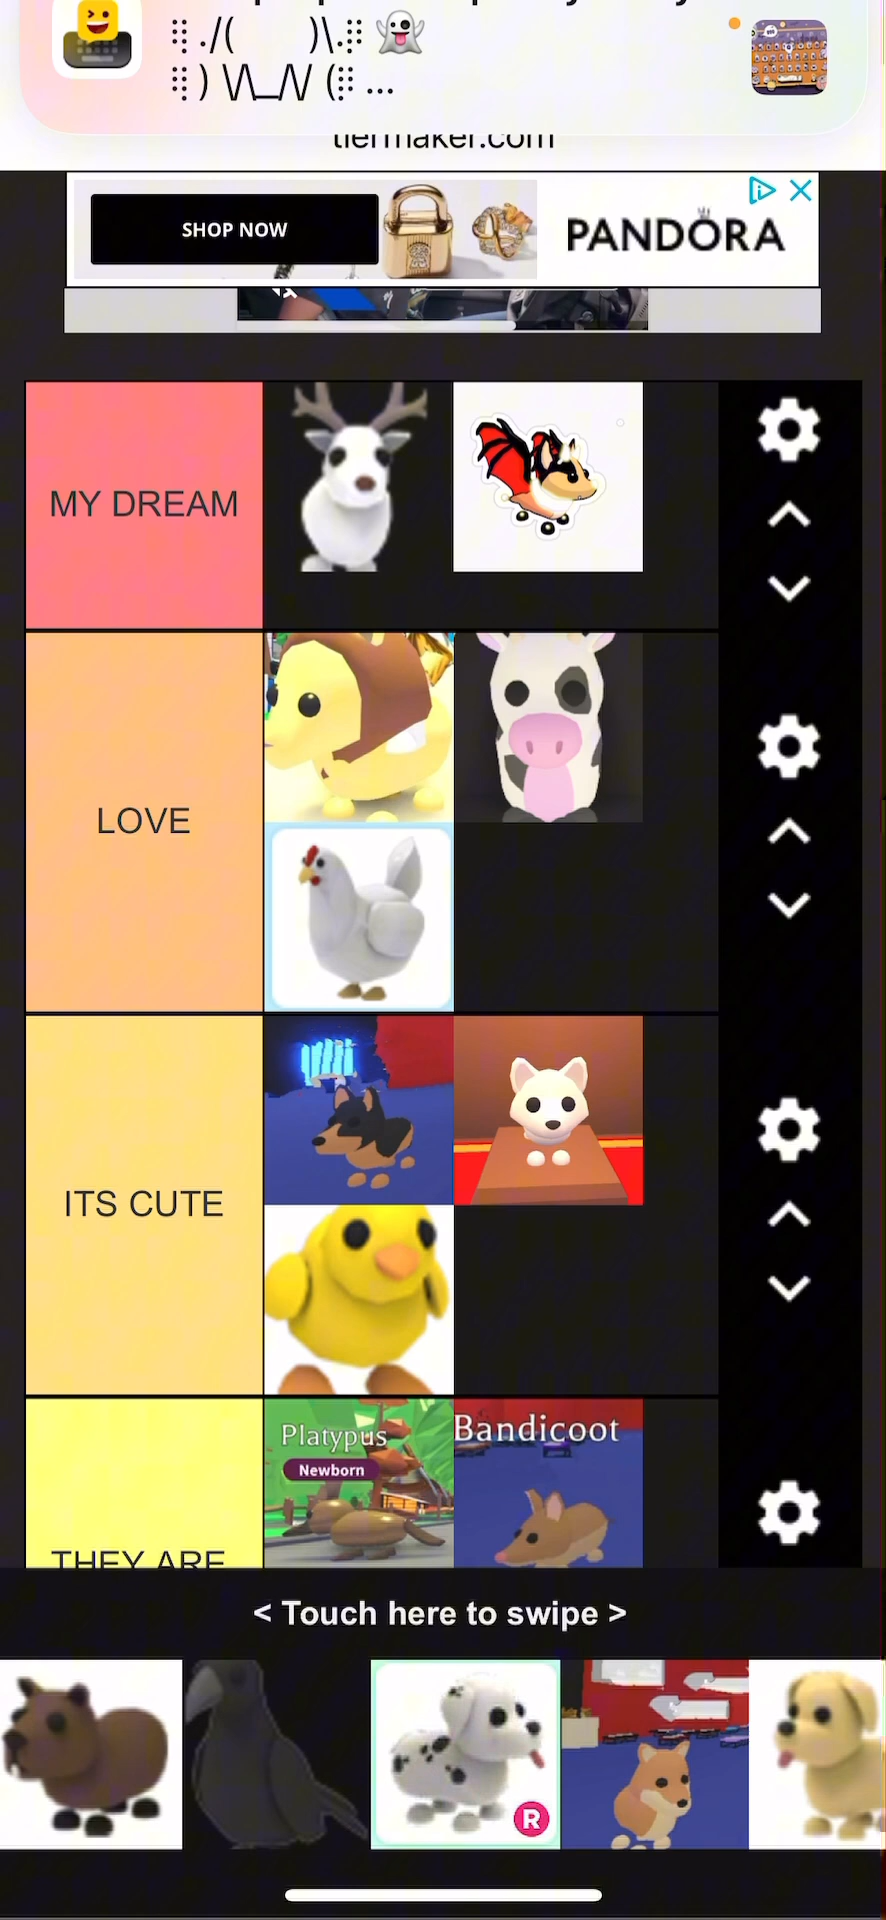 tiermaker.com
SHOP NOW
PANDORA
MY DREAM
LOVE
ITS CUTE
Platypus
Newborn
Bandicoot
THEY ARE
< Touch here to swipe >
R